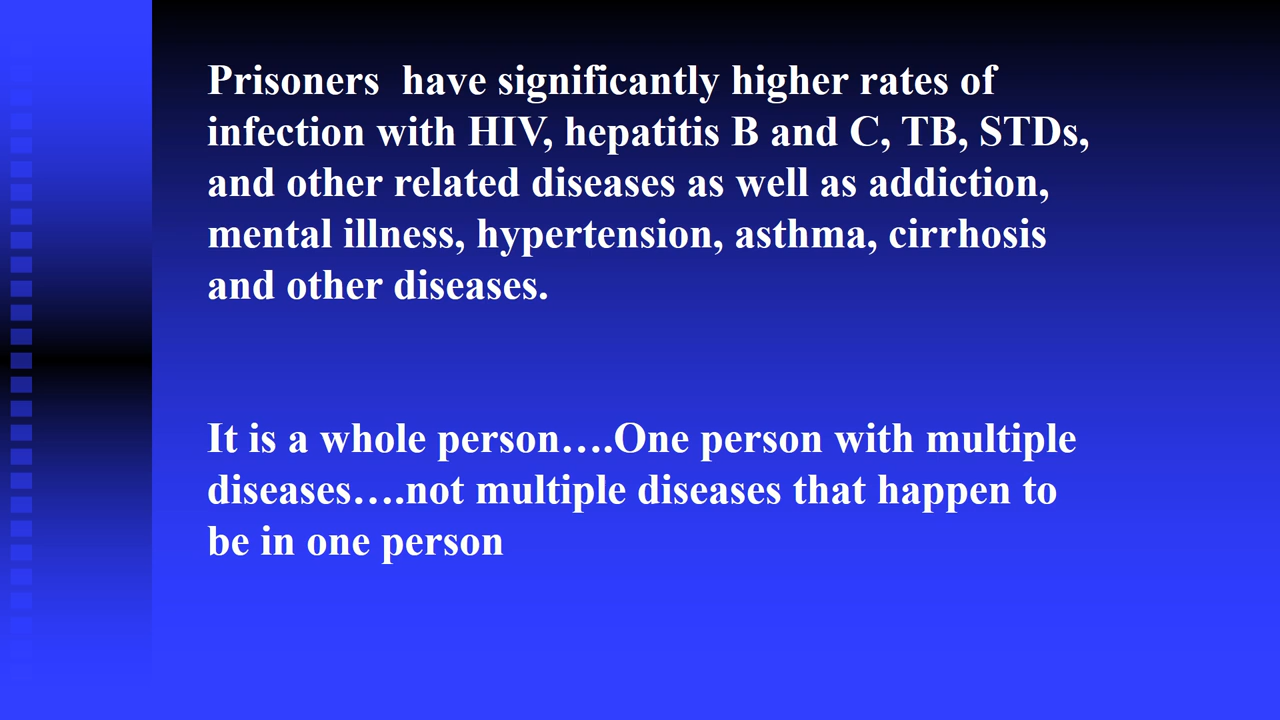 Prisoners  have significantly higher rates of
infection with HIV, hepatitis B and C, TB, STDs,
and other related diseases as well as addiction,
mental illness, hypertension, asthma, cirrhosis
and other diseases.
It is a whole person….One person with multiple
diseases….not multiple diseases that happen to
be in one person